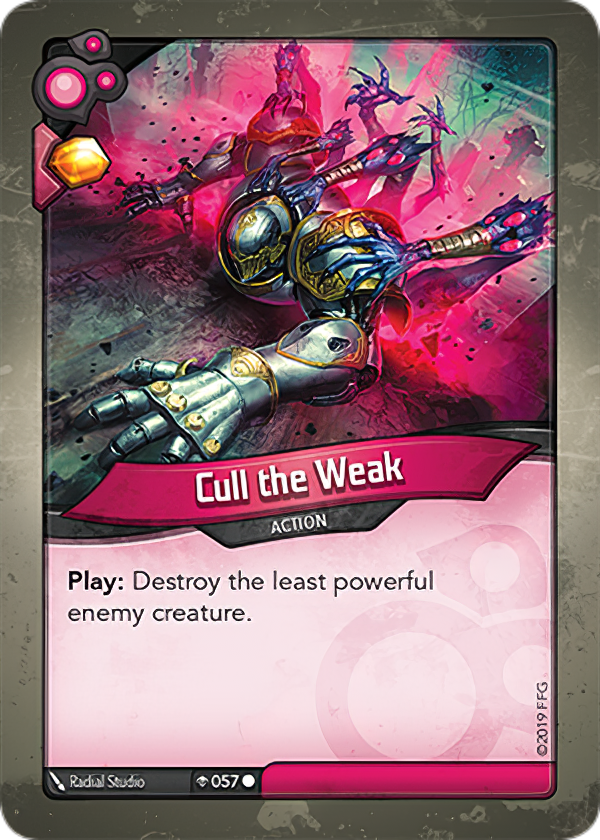 Cull the Weak
ACTION
Play: Destroy the least powerful
enemy creature.
©2019 FFG
Radial Studio
057